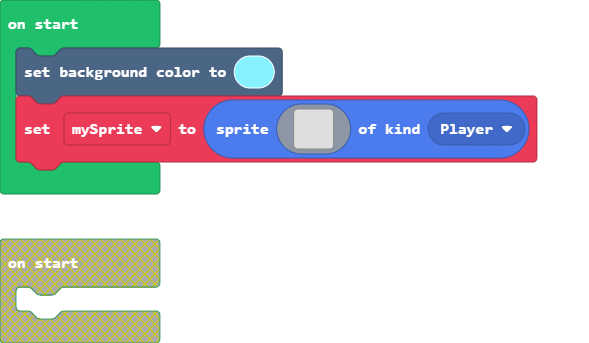 on start
set background color to
set mySprite to sprite of kind Player
on start